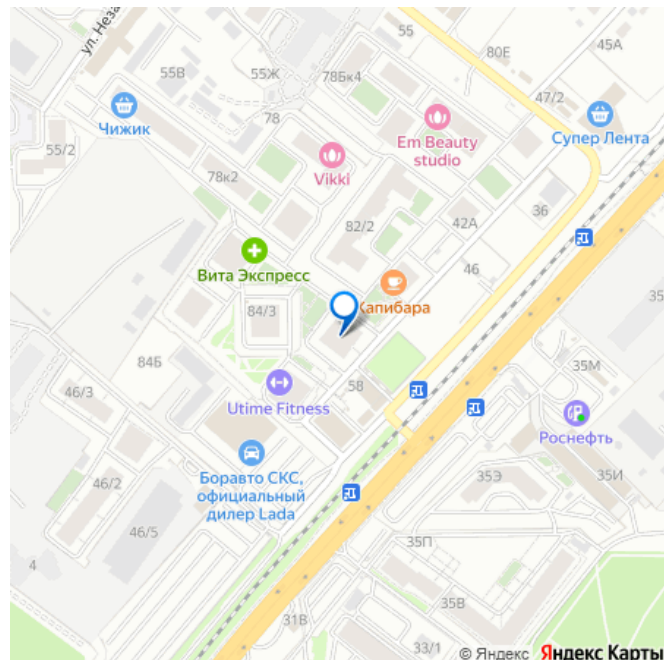 ул. Неза
55В
55Ж
78Бк4
55
80Е
45А
47/2
Чижик
78
Em Beauty
studio
Супер Лента
55/2
78к2
Vikki
82/2
42А
36
Вита Экспресс
46
Капибара
84/3
84Б
58
35М
46/3
Utime Fitness
Роснефть
Боравто СКС,
официальный
дилер Lada
46/2
35Э
35И
46/5
4
35П
35В
31В
33/1
© Яндекс Яндекс Карты